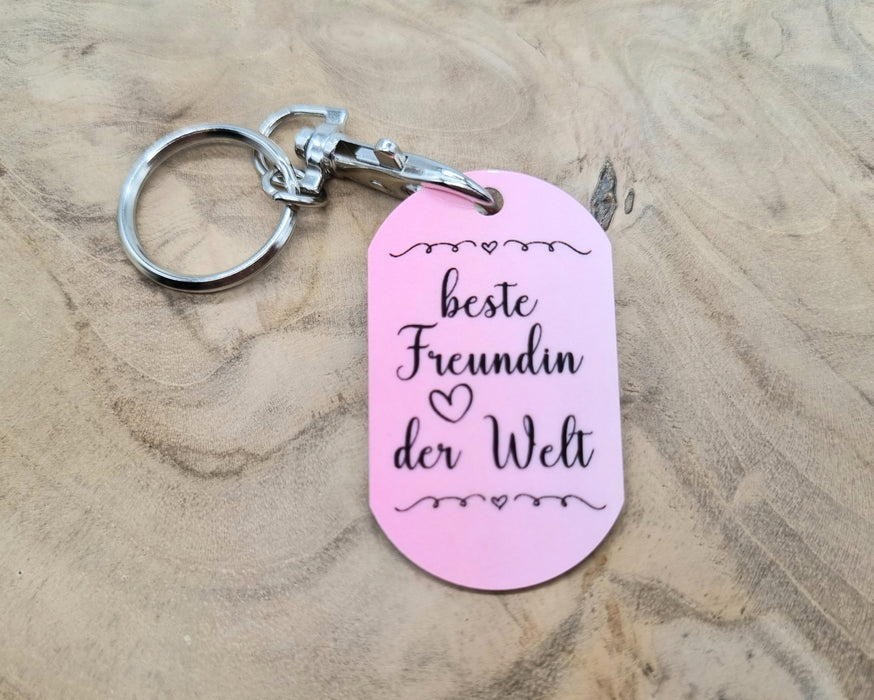 beste
Freundin
der Welt